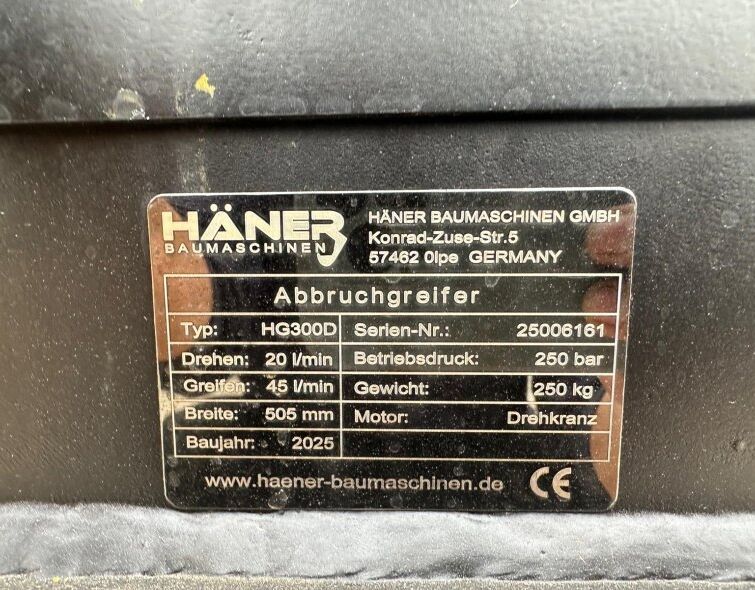 HÄNER
BAUMASCHINEN
HÄNER BAUMASCHINEN GMBH
Konrad-Zuse-Str.5
57462 Olpe GERMANY
Abbruchgreifer
Typ: HG300D Serien-Nr.: 25006161
Drehen: 20 l/min Betriebsdruck: 250 bar
Greifen: 45 l/min Gewicht: 250 kg
Breite: 505 mm Motor: Drehkranz
Baujahr: 2025
www.haener-baumaschinen.de CE